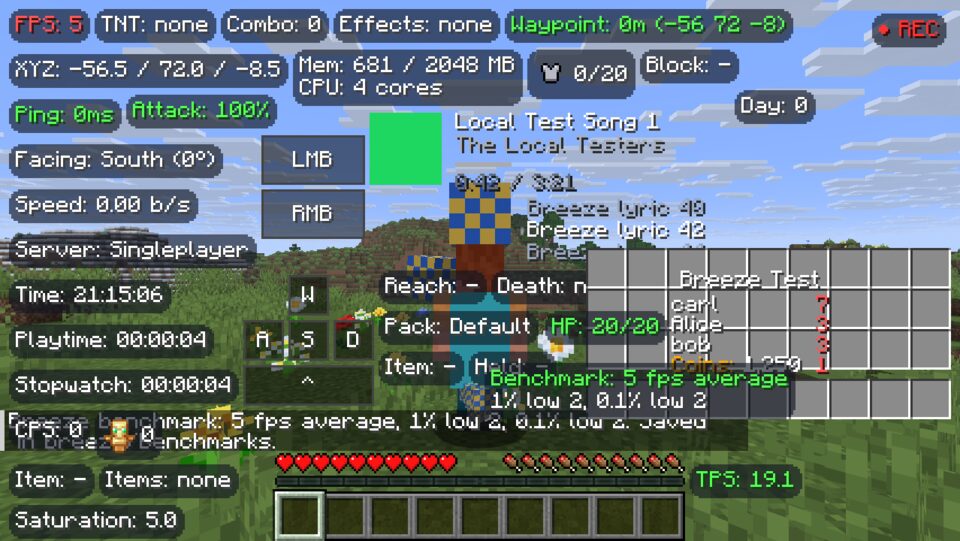 FPS: 5
TNT: none
Combo: 0
Effects: none
Waypoint: 0m (-56 72 -8)
REC
XYZ: -56.5 / 72.0 / -8.5
Mem: 681 / 2048 MB
CPU: 4 cores
0/20
Block: -
Day: 0
Ping: 0ms
Attack: 100%
Local Test Song 1
The Local Testers
0:42 / 3:21
Facing: South (0°)
LMB
Speed: 0.00 b/s
RMB
Breeze lyric 40
Breeze lyric 42
Breeze
Server: Singleplayer
Time: 21:15:06
W
A
S
D
^
Reach: -
Death:
Breeze Test
carl 7
Alice 3
bob 3
Coins: 1,250 1
Playtime: 00:00:04
Pack: Default
HP: 20/20
Item: -
Held: -
Stopwatch: 00:00:04
Benchmark: 5 fps average
1% low 2, 0.1% low 2
Breeze benchmark: 5 fps average, 1% low 2, 0.1% low 2. Saved
in breeze benchmarks.
CPS: 0
0
Item: -
Items: none
TPS: 19.1
Saturation: 5.0